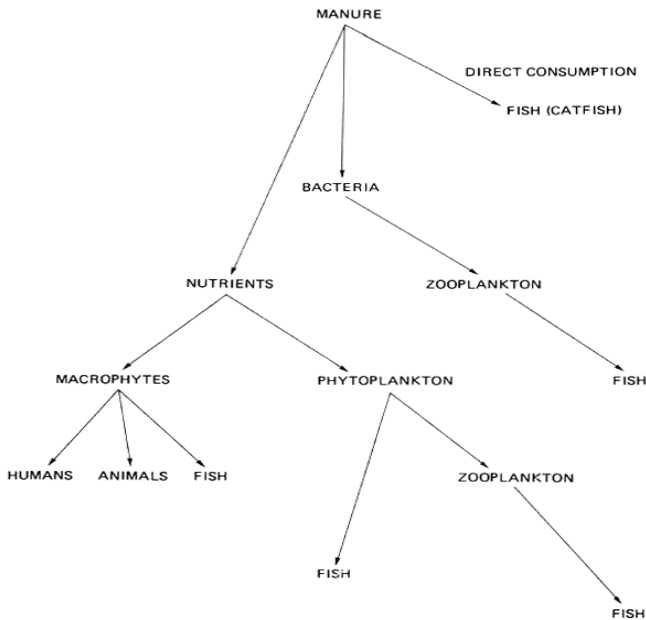 MANURE
DIRECT CONSUMPTION
FISH (CATFISH)
BACTERIA
NUTRIENTS
ZOOPLANKTON
MACROPHYTES
PHYTOPLANKTON
FISH
HUMANS
ANIMALS
FISH
ZOOPLANKTON
FISH
FISH